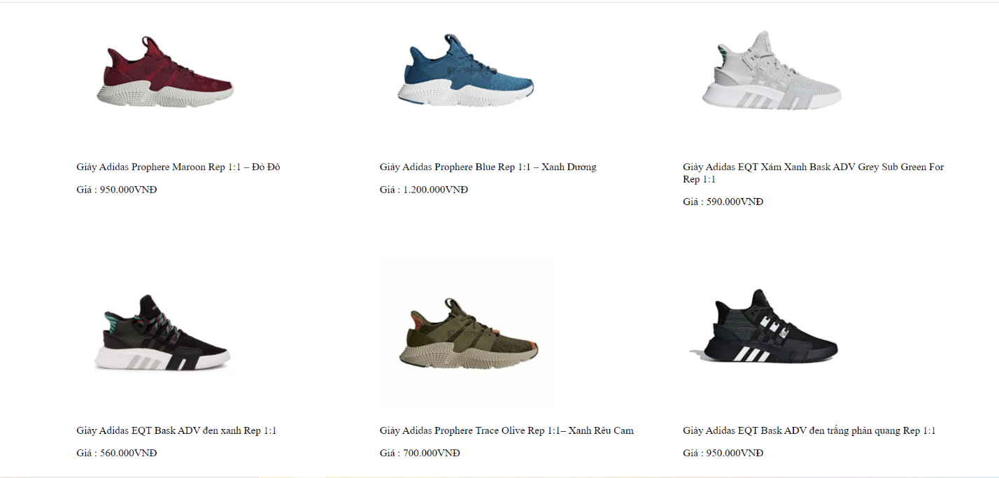 Giày Adidas Prophere Maroon Rep 1:1 – Đỏ Đô
Giá : 950.000VNĐ
Giày Adidas Prophere Blue Rep 1:1 – Xanh Dương
Giá : 1.200.000VNĐ
Giày Adidas EQT Xám Xanh Bask ADV Grey Sub Green For
Rep 1:1
Giá : 590.000VNĐ
Giày Adidas EQT Bask ADV đen xanh Rep 1:1
Giá : 560.000VNĐ
Giày Adidas Prophere Trace Olive Rep 1:1– Xanh Rêu Cam
Giá : 700.000VNĐ
Giày Adidas EQT Bask ADV đen trắng phản quang Rep 1:1
Giá : 950.000VNĐ